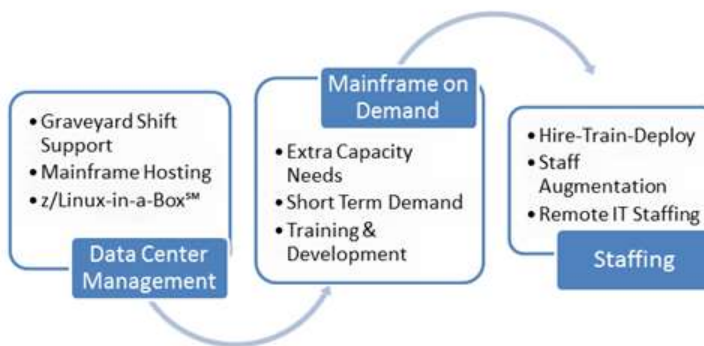 • Graveyard Shift
Support
• Mainframe Hosting
• z/Linux-in-a-Box℠
Data Center
Management
Mainframe on
Demand
• Extra Capacity
Needs
• Short Term Demand
• Training &
Development
• Hire-Train-Deploy
• Staff
Augmentation
• Remote IT Staffing
Staffing